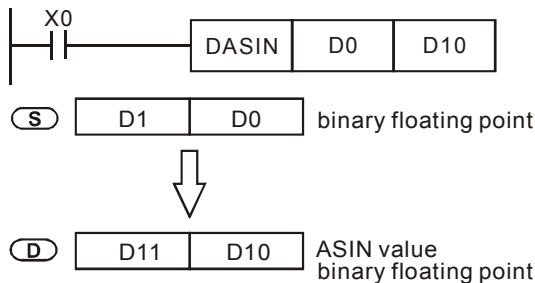 X0
DASIN D0 D10
S D1 D0 binary floating point
D D11 D10 ASIN value
binary floating point